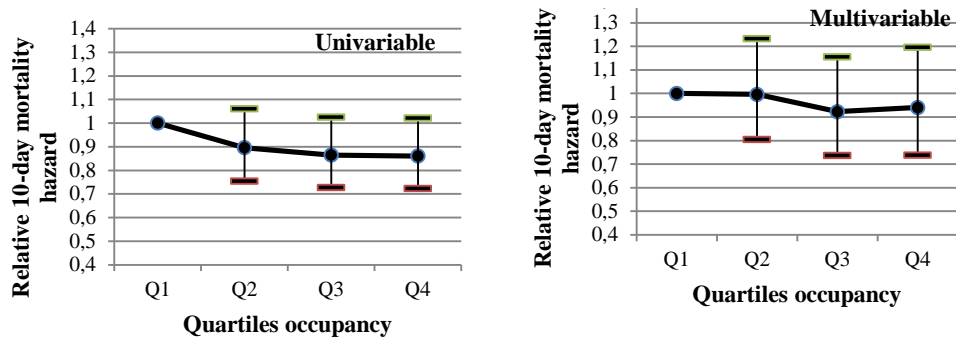 Univariable
Relative 10-day mortality
hazard
1,4
1,3
1,2
1,1
1
0,9
0,8
0,7
0,6
0,5
0,4
Q1 Q2 Q3 Q4
Quartiles occupancy
Multivariable
Relative 10-day mortality
hazard
1,3
1,2
1,1
1
0,9
0,8
0,7
0,6
0,5
0,4
Q1 Q2 Q3 Q4
Quartiles occupancy